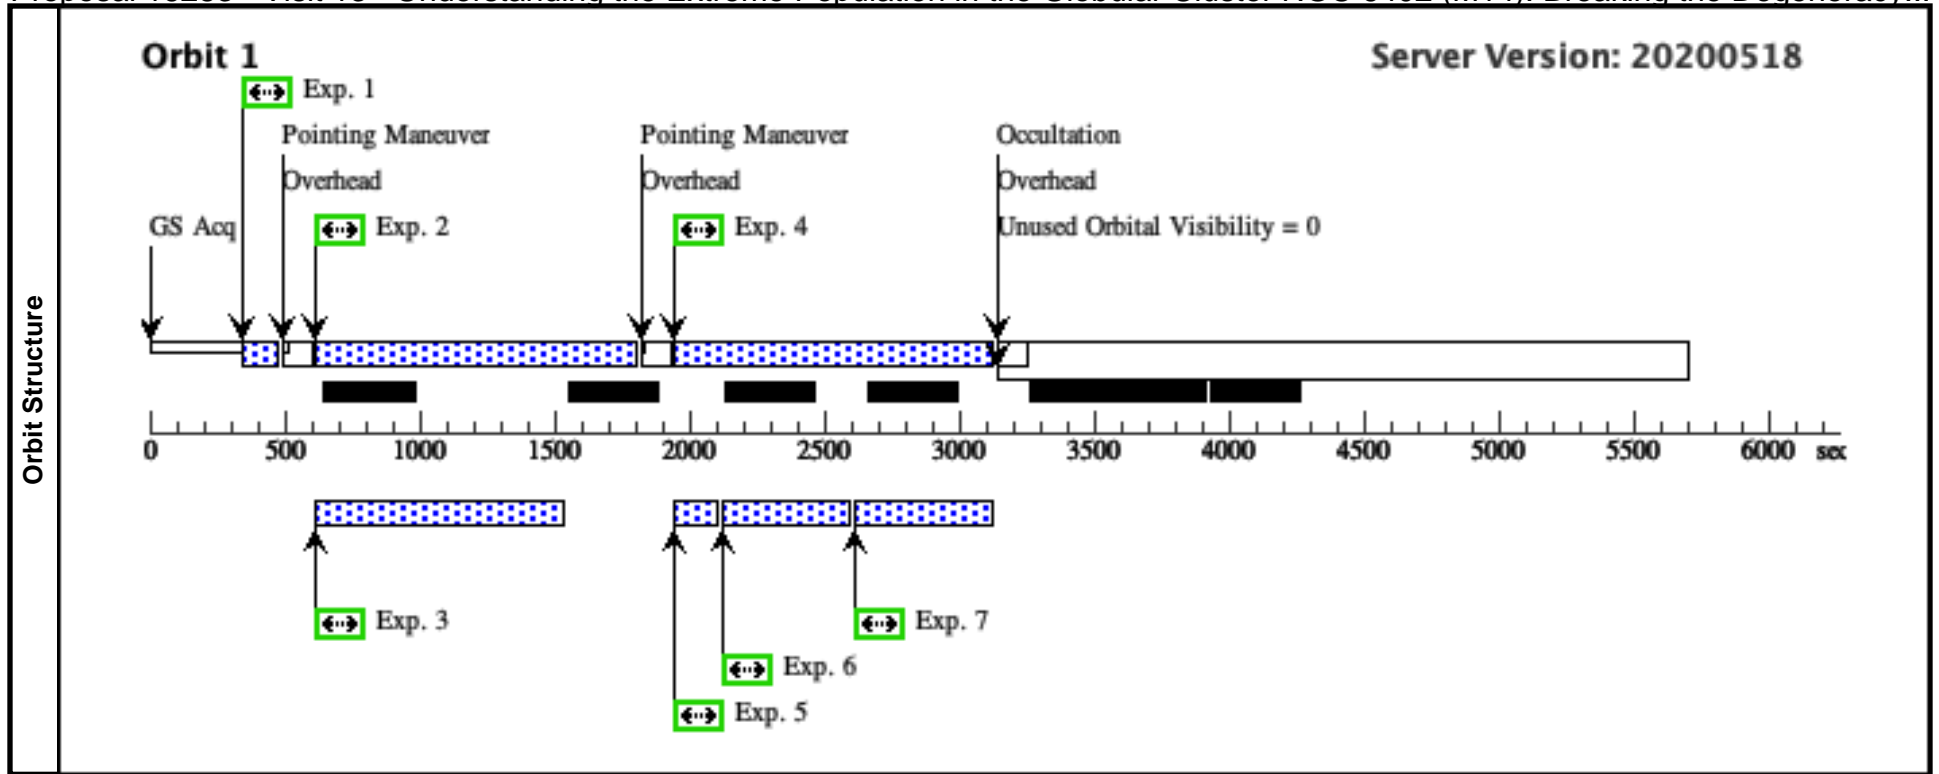 Orbit Structure
Orbit 1
Server Version: 20200518
Exp. 1
Pointing Maneuver
Overhead
Pointing Maneuver
Overhead
Occultation
Overhead
Unused Orbital Visibility = 0
GS Acq
Exp. 2
Exp. 4
0 500 1000 1500 2000 2500 3000 3500 4000 4500 5000 5500 6000 sec
Exp. 3
Exp. 7
Exp. 6
Exp. 5